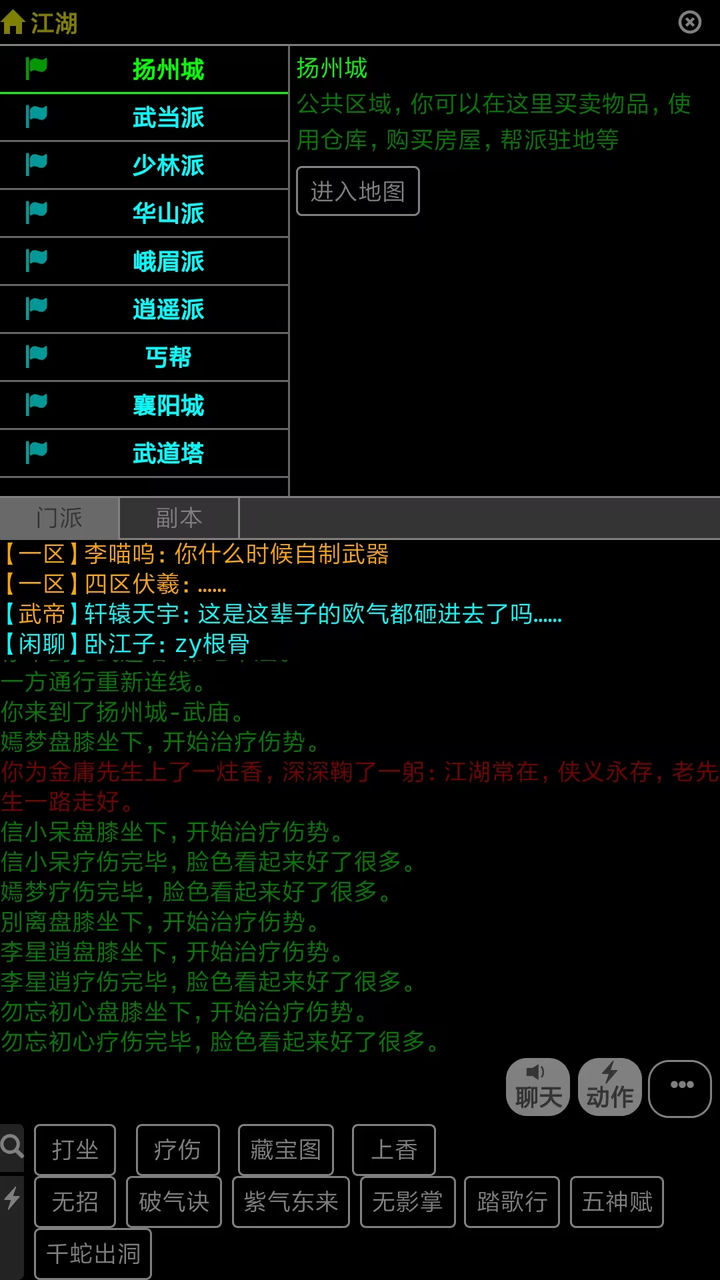 江湖
扬州城
武当派
少林派
华山派
峨眉派
逍遥派
丐帮
襄阳城
武道塔
扬州城
公共区域，你可以在这里买卖物品，使
用仓库，购买房屋，帮派驻地等
进入地图
门派 副本
【一区】李喵呜：你什么时候自制武器
【一区】四区伏羲：……
【武帝】轩辕天宇：这是这辈子的欧气都砸进去了吗……
【闲聊】卧江子：zy根骨
一方通行重新连线。
你来到了扬州城-武庙。
嫣梦盘膝坐下，开始治疗伤势。
你为金庸先生上了一炷香，深深鞠了一躬：江湖常在，侠义永存，老先
生一路走好。
信小呆盘膝坐下，开始治疗伤势。
信小呆疗伤完毕，脸色看起来好了很多。
嫣梦疗伤完毕，脸色看起来好了很多。
別离盘膝坐下，开始治疗伤势。
李星逍盘膝坐下，开始治疗伤势。
李星逍疗伤完毕，脸色看起来好了很多。
勿忘初心盘膝坐下，开始治疗伤势。
勿忘初心疗伤完毕，脸色看起来好了很多。
聊天 动作
打坐 疗伤 藏宝图 上香
无招 破气诀 紫气东来 无影掌 踏歌行 五神赋
千蛇出洞